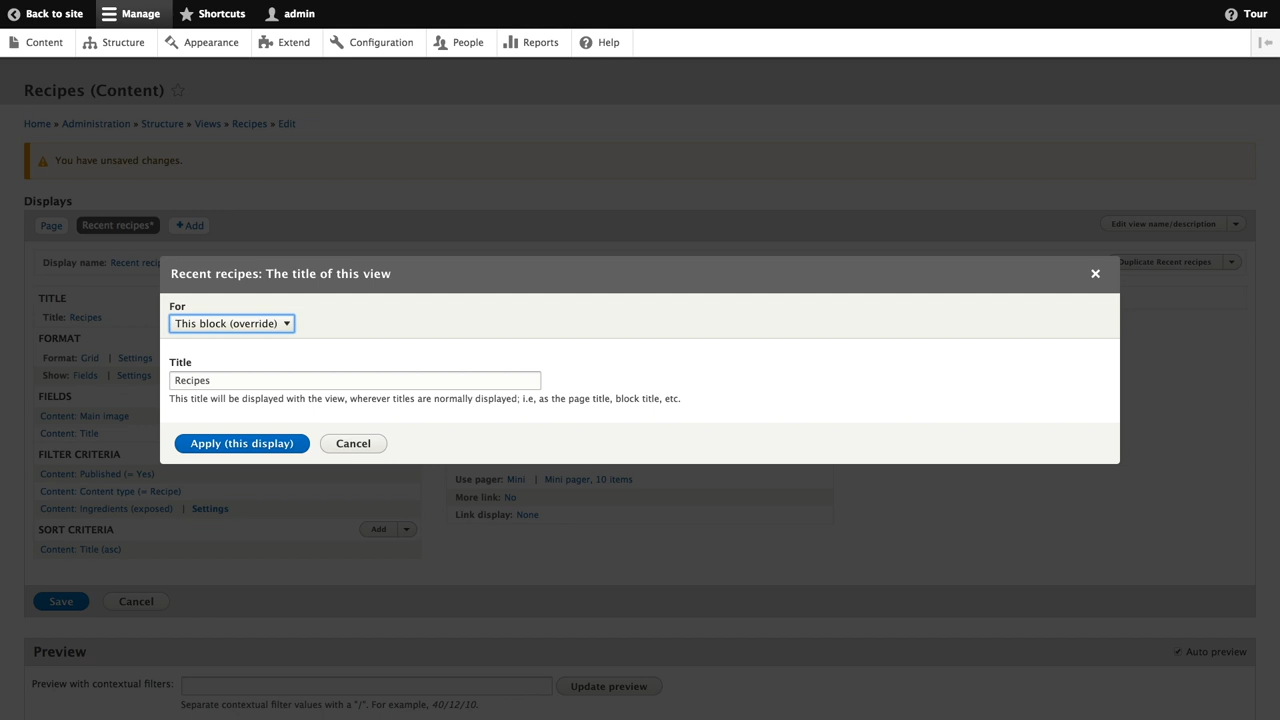 Back to site Manage Shortcuts admin Tour
Content Structure Appearance Extend Configuration People Reports Help
Recipes (Content)
Home » Administration » Structure » Views » Recipes » Edit
You have unsaved changes.
Displays
Page Recent recipes* +Add Edit view name/description
Display name: Recent recip Duplicate Recent recipes
Recent recipes: The title of this view
For
This block (override)
Title
Recipes
This title will be displayed with the view, wherever titles are normally displayed; i.e, as the page title, block title, etc.
Apply (this display) Cancel
TITLE
Title: Recipes
FORMAT
Format: Grid | Settings
Show: Fields | Settings
FIELDS
Content: Main image
Content: Title
FILTER CRITERIA
Content: Published (= Yes)
Content: Content type (= Recipe)
Content: Ingredients (exposed) | Settings
SORT CRITERIA Add
Content: Title (asc)
Use pager: Mini | Mini pager, 10 items
More link: No
Link display: None
Save Cancel
Preview Auto preview
Preview with contextual filters: Update preview
Separate contextual filter values with a "/". For example, 40/12/10.